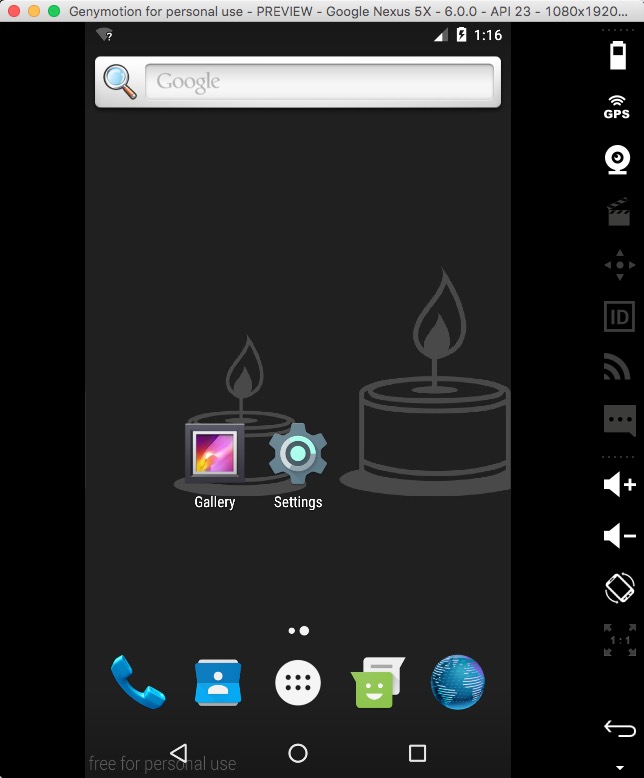 Genymotion for personal use - PREVIEW - Google Nexus 5X - 6.0.0 - API 23 - 1080x1920...
1:16
Google
GPS
ID
Gallery
Settings
1:1
free for personal use